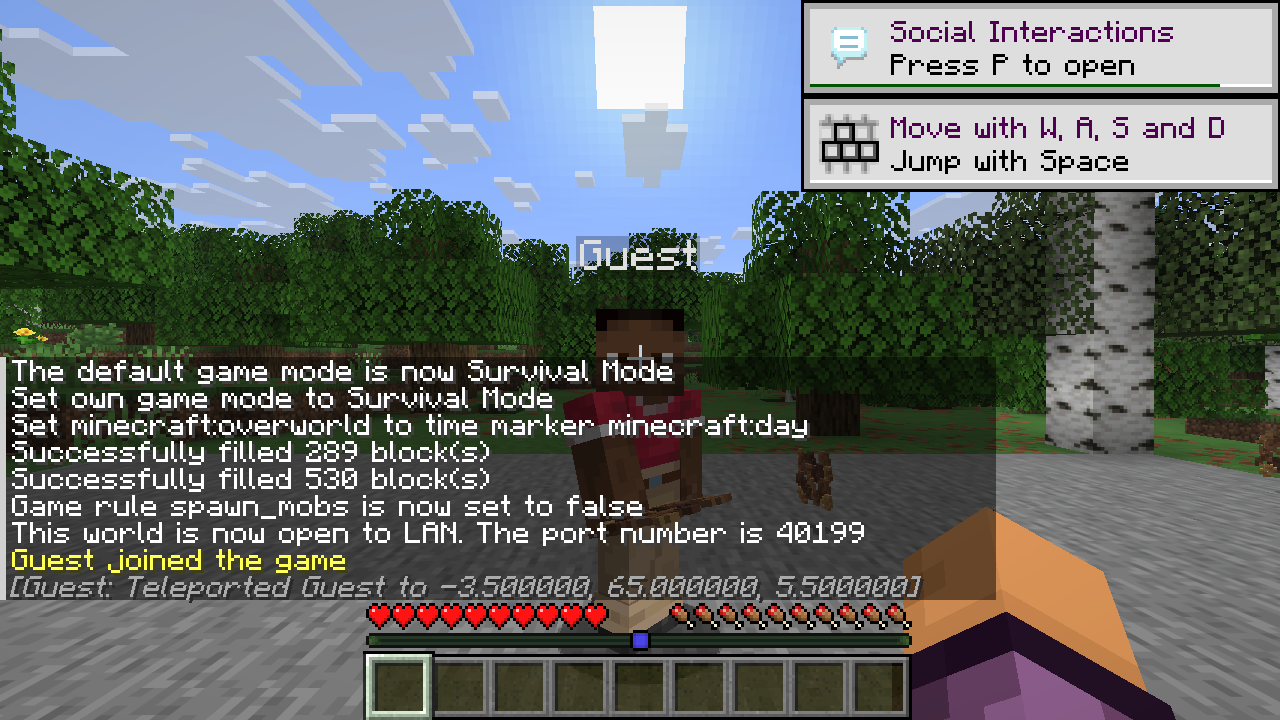 Social Interactions
Press P to open
Move with W, A, S and D
Jump with Space
Guest
The default game mode is now Survival Mode
Set own game mode to Survival Mode
Set minecraft:overworld to time marker minecraft:day
Successfully filled 289 block(s)
Successfully filled 530 block(s)
Game rule spawn_mobs is now set to false
This world is now open to LAN. The port number is 40199
Guest joined the game
[Guest: Teleported Guest to -3.500000, 65.000000, 5.500000]